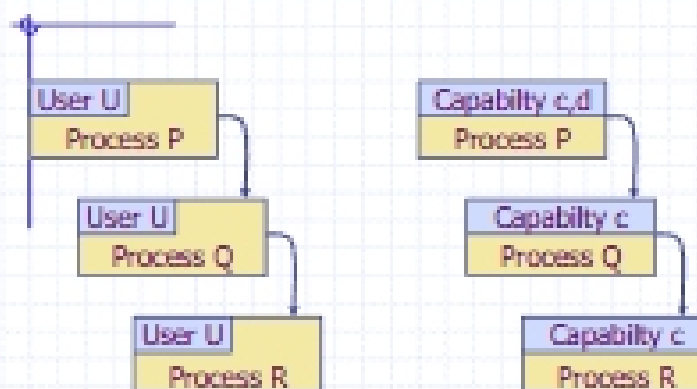 User U
Process P
Capabilty c,d
Process P
User U
Process Q
Capabilty c
Process Q
User U
Process R
Capabilty c
Process R